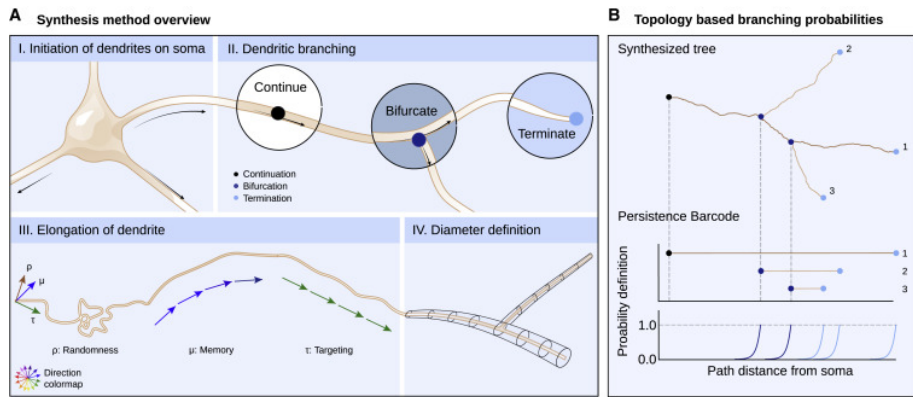 A Synthesis method overview
I. Initiation of dendrites on soma
II. Dendritic branching
Continue
Bifurcate
Terminate
Continuation
Bifurcation
Termination
III. Elongation of dendrite
IV. Diameter definition
ρ
μ
τ
ρ: Randomness
μ: Memory
τ: Targeting
Direction
colormap
B Topology based branching probabilities
Synthesized tree
2
1
3
Persistence Barcode
1
2
3
Proability definition
1.0
0.0
Path distance from soma